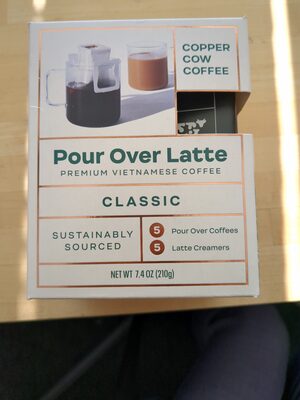 COPPER
COW
COFFEE
Pour Over Latte
PREMIUM VIETNAMESE COFFEE
CLASSIC
SUSTAINABLY
SOURCED
5 Pour Over Coffees
5 Latte Creamers
NET WT 7.4 OZ (210g)